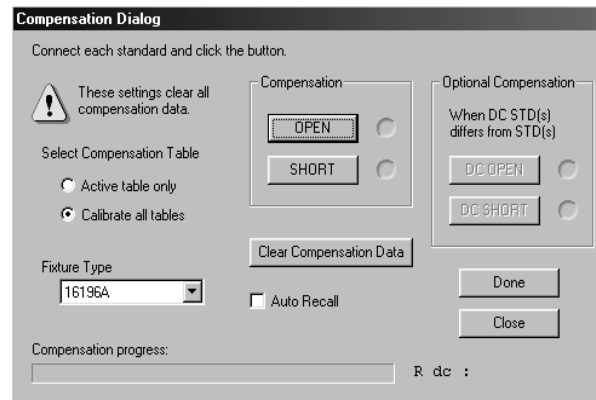 Compensation Dialog
Connect each standard and click the button.
These settings clear all
compensation data.
Select Compensation Table
Active table only
Calibrate all tables
Fixture Type
16196A
Compensation
OPEN
SHORT
Clear Compensation Data
Auto Recall
Optional Compensation
When DC STD(s)
differs from STD(s)
DC OPEN
DC SHORT
Done
Close
Compensation progress:
R dc :